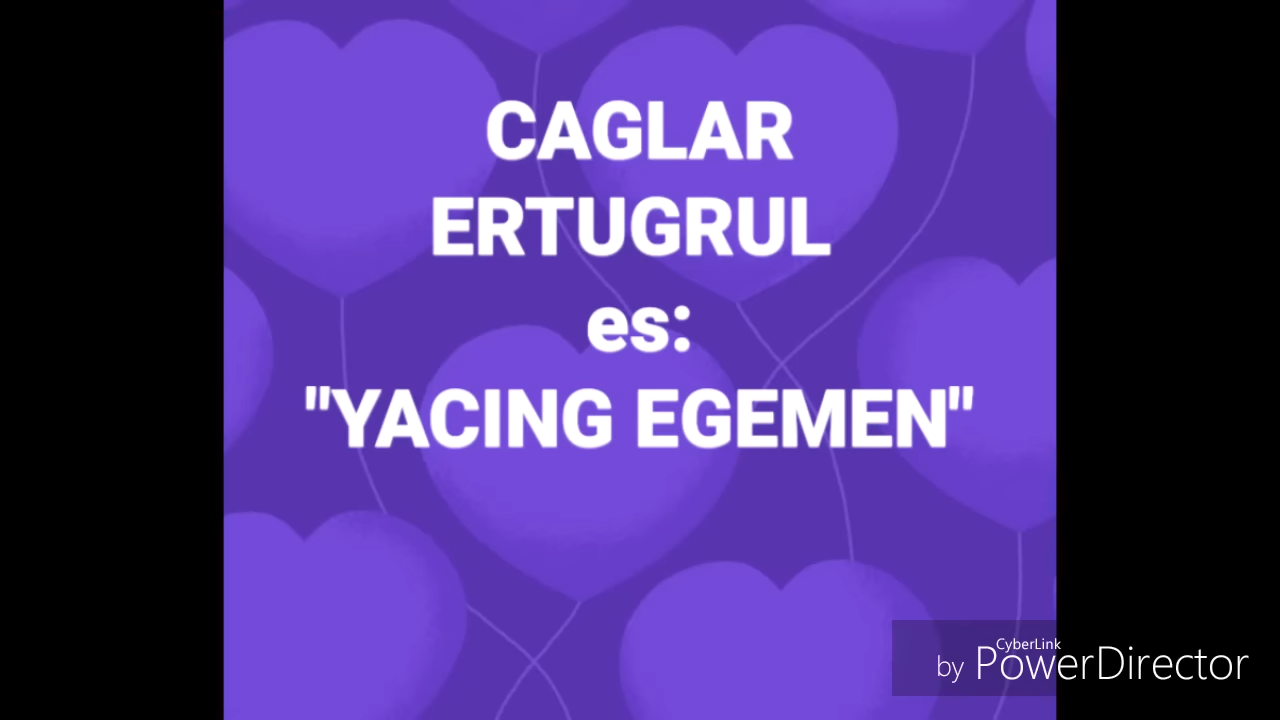 CAGLAR
ERTUGRUL
es:
"YACING EGEMEN"
CyberLink
by PowerDirector